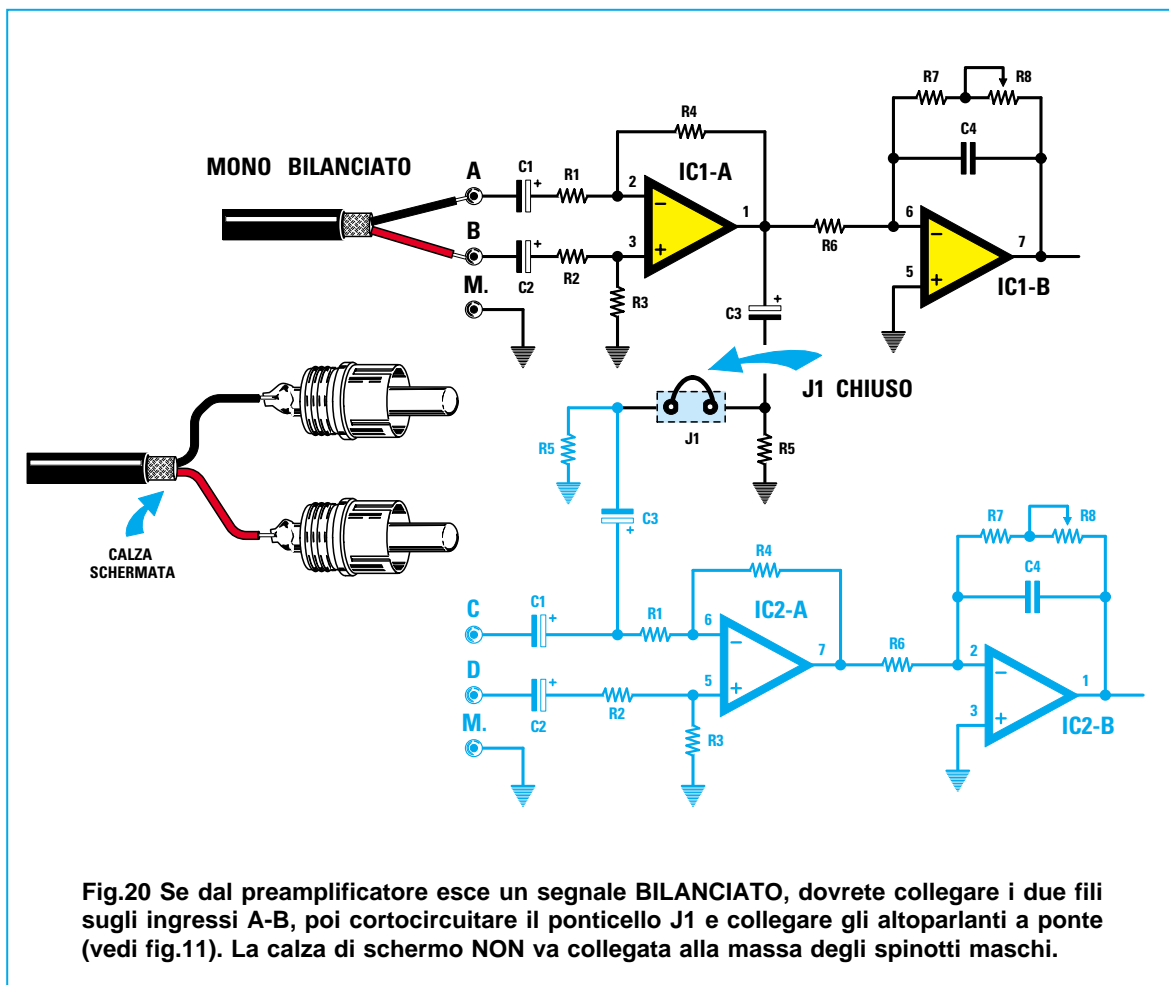 MONO BILANCIATO
A
C1
+
R1
R4
2
−
IC1-A
1
B
C2
+
R2
3
+
R3
M.
R7
R8
C4
R6
6
−
7
5
+
IC1-B
C3
+
J1 CHIUSO
J1
R5
R5
C3
+
CALZA
SCHERMATA
C
C1
+
R1
R4
6
−
IC2-A
7
D
C2
+
R2
5
+
R3
M.
R7
R8
C4
R6
2
−
1
3
+
IC2-B
Fig.20 Se dal preamplificatore esce un segnale BILANCIATO, dovrete collegare i due fili
sugli ingressi A-B, poi cortocircuitare il ponticello J1 e collegare gli altoparlanti a ponte
(vedi fig.11). La calza di schermo NON va collegata alla massa degli spinotti maschi.